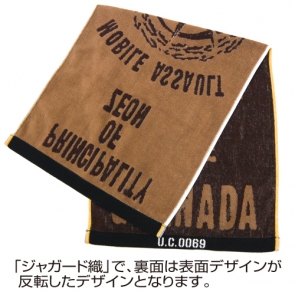 MOBILE ASSAULT
ZEON
OF
PRINCIPALITY
NADA
U.C.0069
「ジャガード織」で、裏面は表面デザインが
反転したデザインとなります。